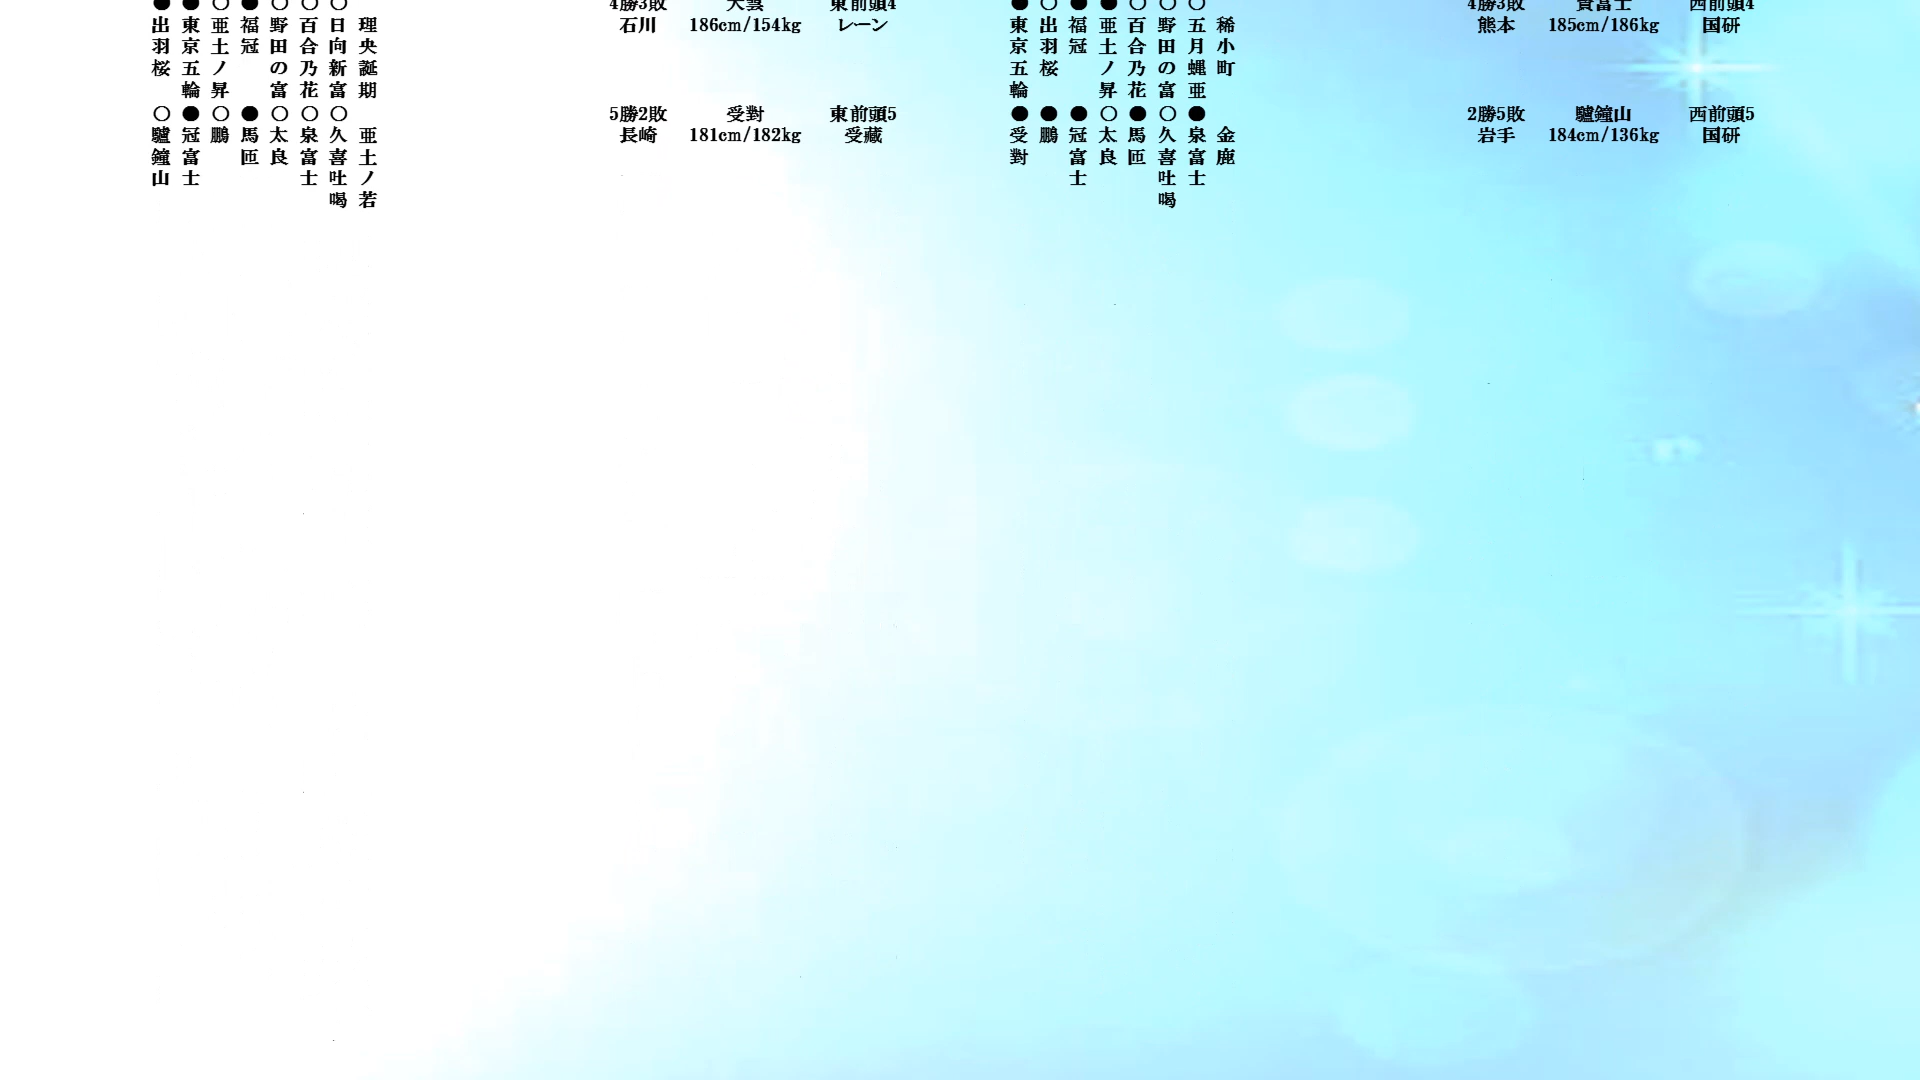 ●出羽桜
●東京五輪
○亜土ノ昇
●福冠
○野田の富
○百合乃花
○日向新富
理央誕期
4勝3敗 大雲 東前頭4
石川 186cm/154kg レーン
●東京五輪
○出羽桜
●福冠
●亜土ノ昇
○百合乃花
○野田の富
○五月蝿亜
稀小町
4勝3敗 貴富士 西前頭4
熊本 185cm/186kg 国研
○驢鐘山
●冠富士
○鵬
●馬匝
○太良
○泉富士
○久喜吐喝
亜土ノ若
5勝2敗 受對 東前頭5
長崎 181cm/182kg 受蔵
●受對
●鵬
●冠富士
○太良
●馬匝
○久喜吐喝
●泉富士
金鹿
2勝5敗 驢鐘山 西前頭5
岩手 184cm/136kg 国研